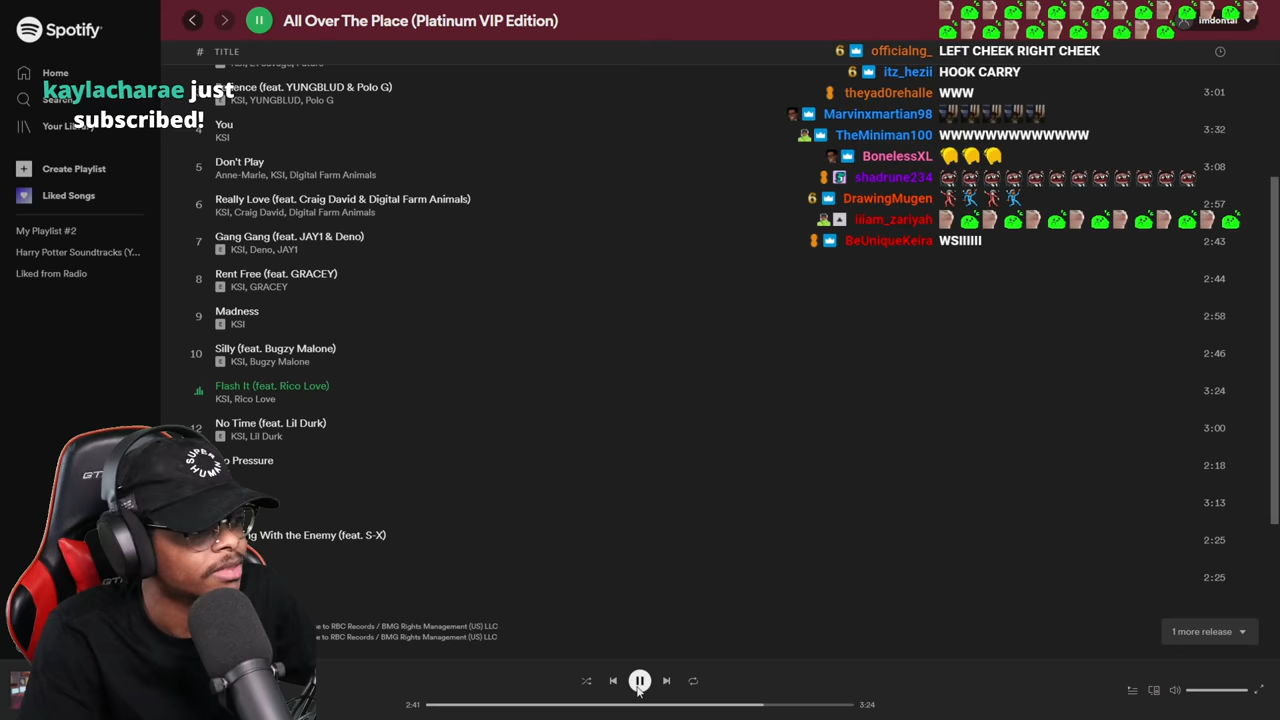 Spotify
All Over The Place (Platinum VIP Edition)
imdontai
# TITLE
Home
Search
Your Library
Create Playlist
Liked Songs
My Playlist #2
Harry Potter Soundtracks (Y...
Liked from Radio
kaylacharae just
subscribed!
(feat. YUNGBLUD & Polo G)
E KSI, YUNGBLUD, Polo G
3:01
You
KSI
3:32
5 Don't Play
Anne-Marie, KSI, Digital Farm Animals
3:08
6 Really Love (feat. Craig David & Digital Farm Animals)
KSI, Craig David, Digital Farm Animals
2:57
7 Gang Gang (feat. JAY1 & Deno)
E KSI, Deno, JAY1
2:43
8 Rent Free (feat. GRACEY)
E KSI, GRACEY
2:44
9 Madness
E KSI
2:58
10 Silly (feat. Bugzy Malone)
E KSI, Bugzy Malone
2:46
Flash It (feat. Rico Love)
KSI, Rico Love
3:24
12 No Time (feat. Lil Durk)
E KSI, Lil Durk
3:00
Pressure
2:18
3:13
With the Enemy (feat. S-X)
2:25
2:25
to RBC Records / BMG Rights Management (US) LLC
to RBC Records / BMG Rights Management (US) LLC
1 more release
2:41
3:24
6 officialng_ LEFT CHEEK RIGHT CHEEK
6 itz_hezii HOOK CARRY
theyad0rehalle WWW
Marvinxmartian98
TheMiniman100 WWWWWWWWWWWWW
BonelessXL
shadrune234
6 DrawingMugen
iiiam_zariyah
BeUniqueKeira WSIIIIII
SUPER
HUMAN
GT